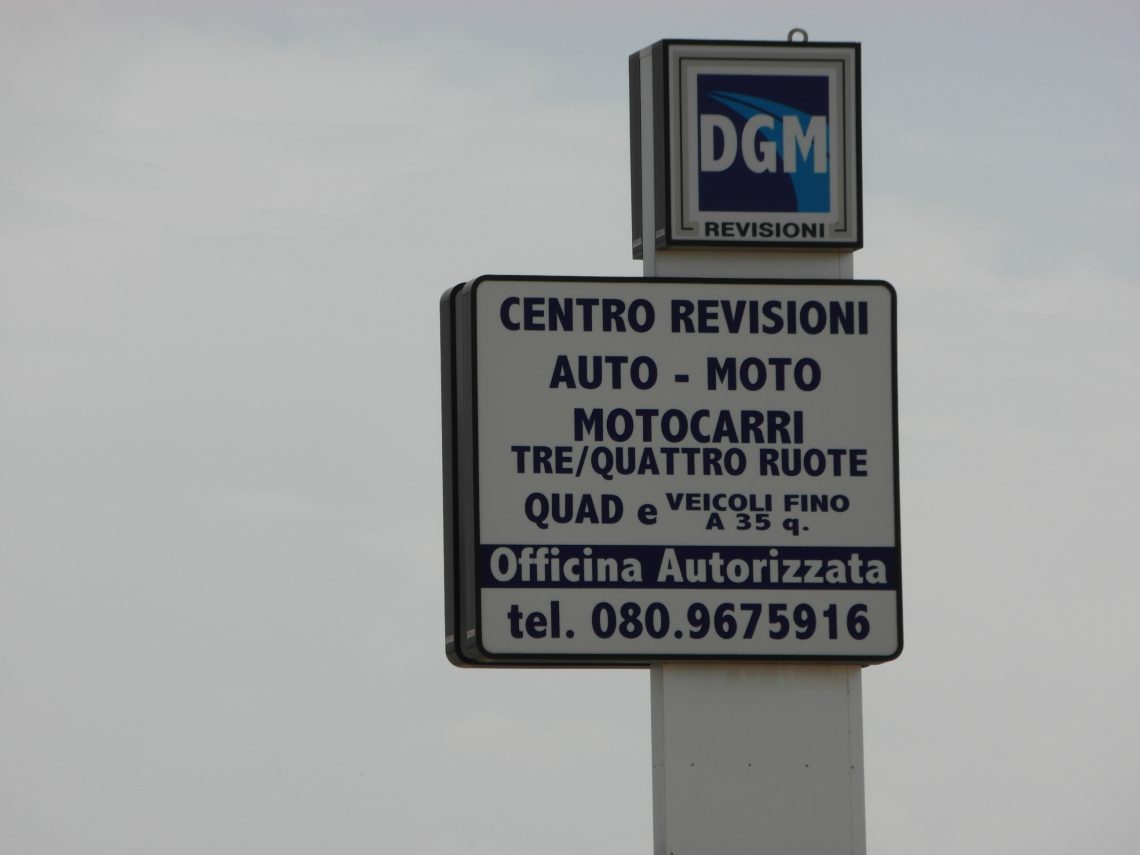 DGM
REVISIONI
CENTRO REVISIONI
AUTO - MOTO
MOTOCARRI
TRE/QUATTRO RUOTE
QUAD e VEICOLI FINO
A 35 q.
Officina Autorizzata
tel. 080.9675916